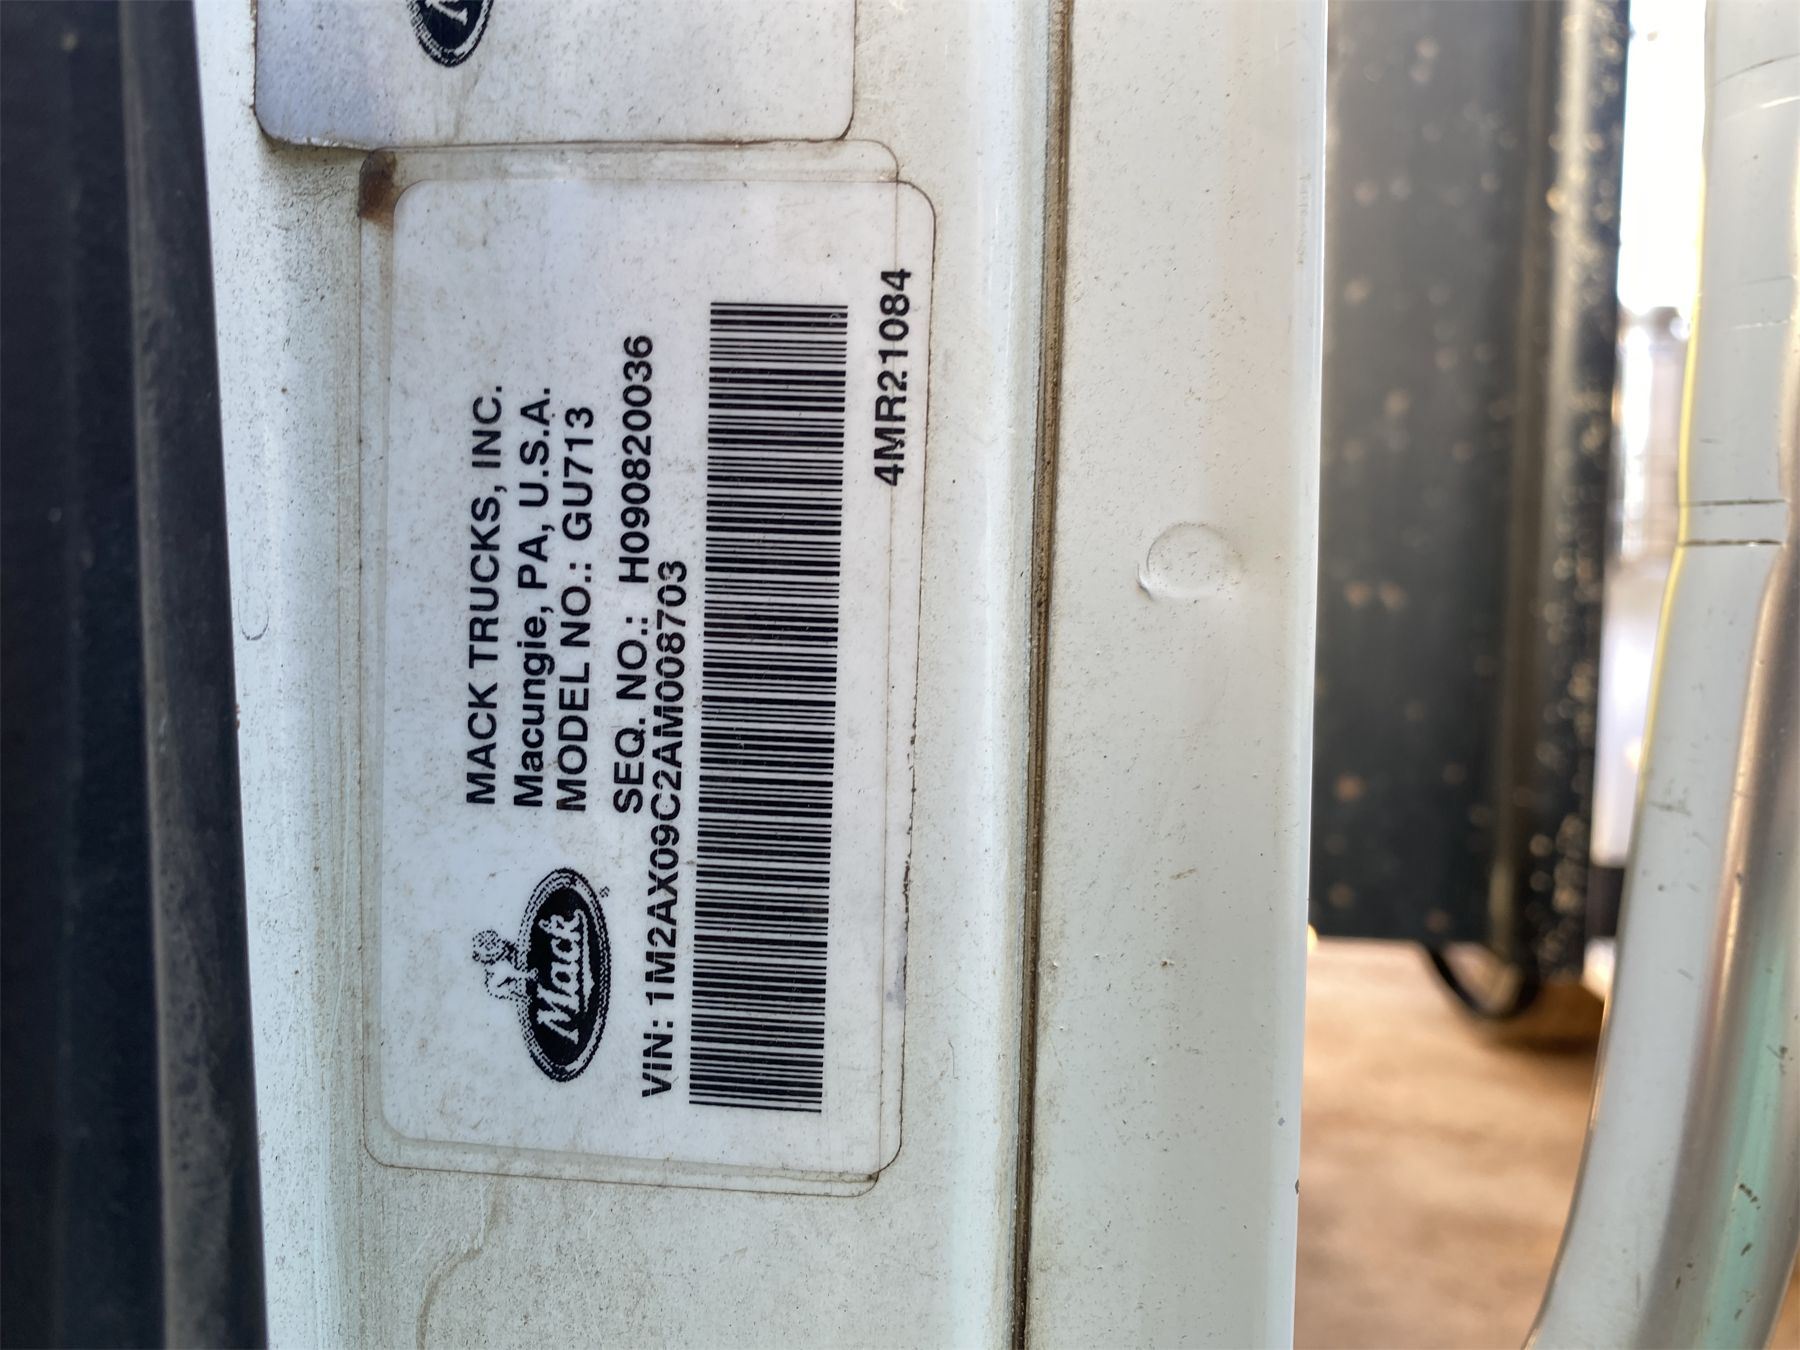 MACK TRUCKS, INC.
Macungie, PA, U.S.A.
MODEL NO.: GU713
SEQ. NO.: H090820036
Mack
VIN: 1M2AX09C2AM008703
4MR21084